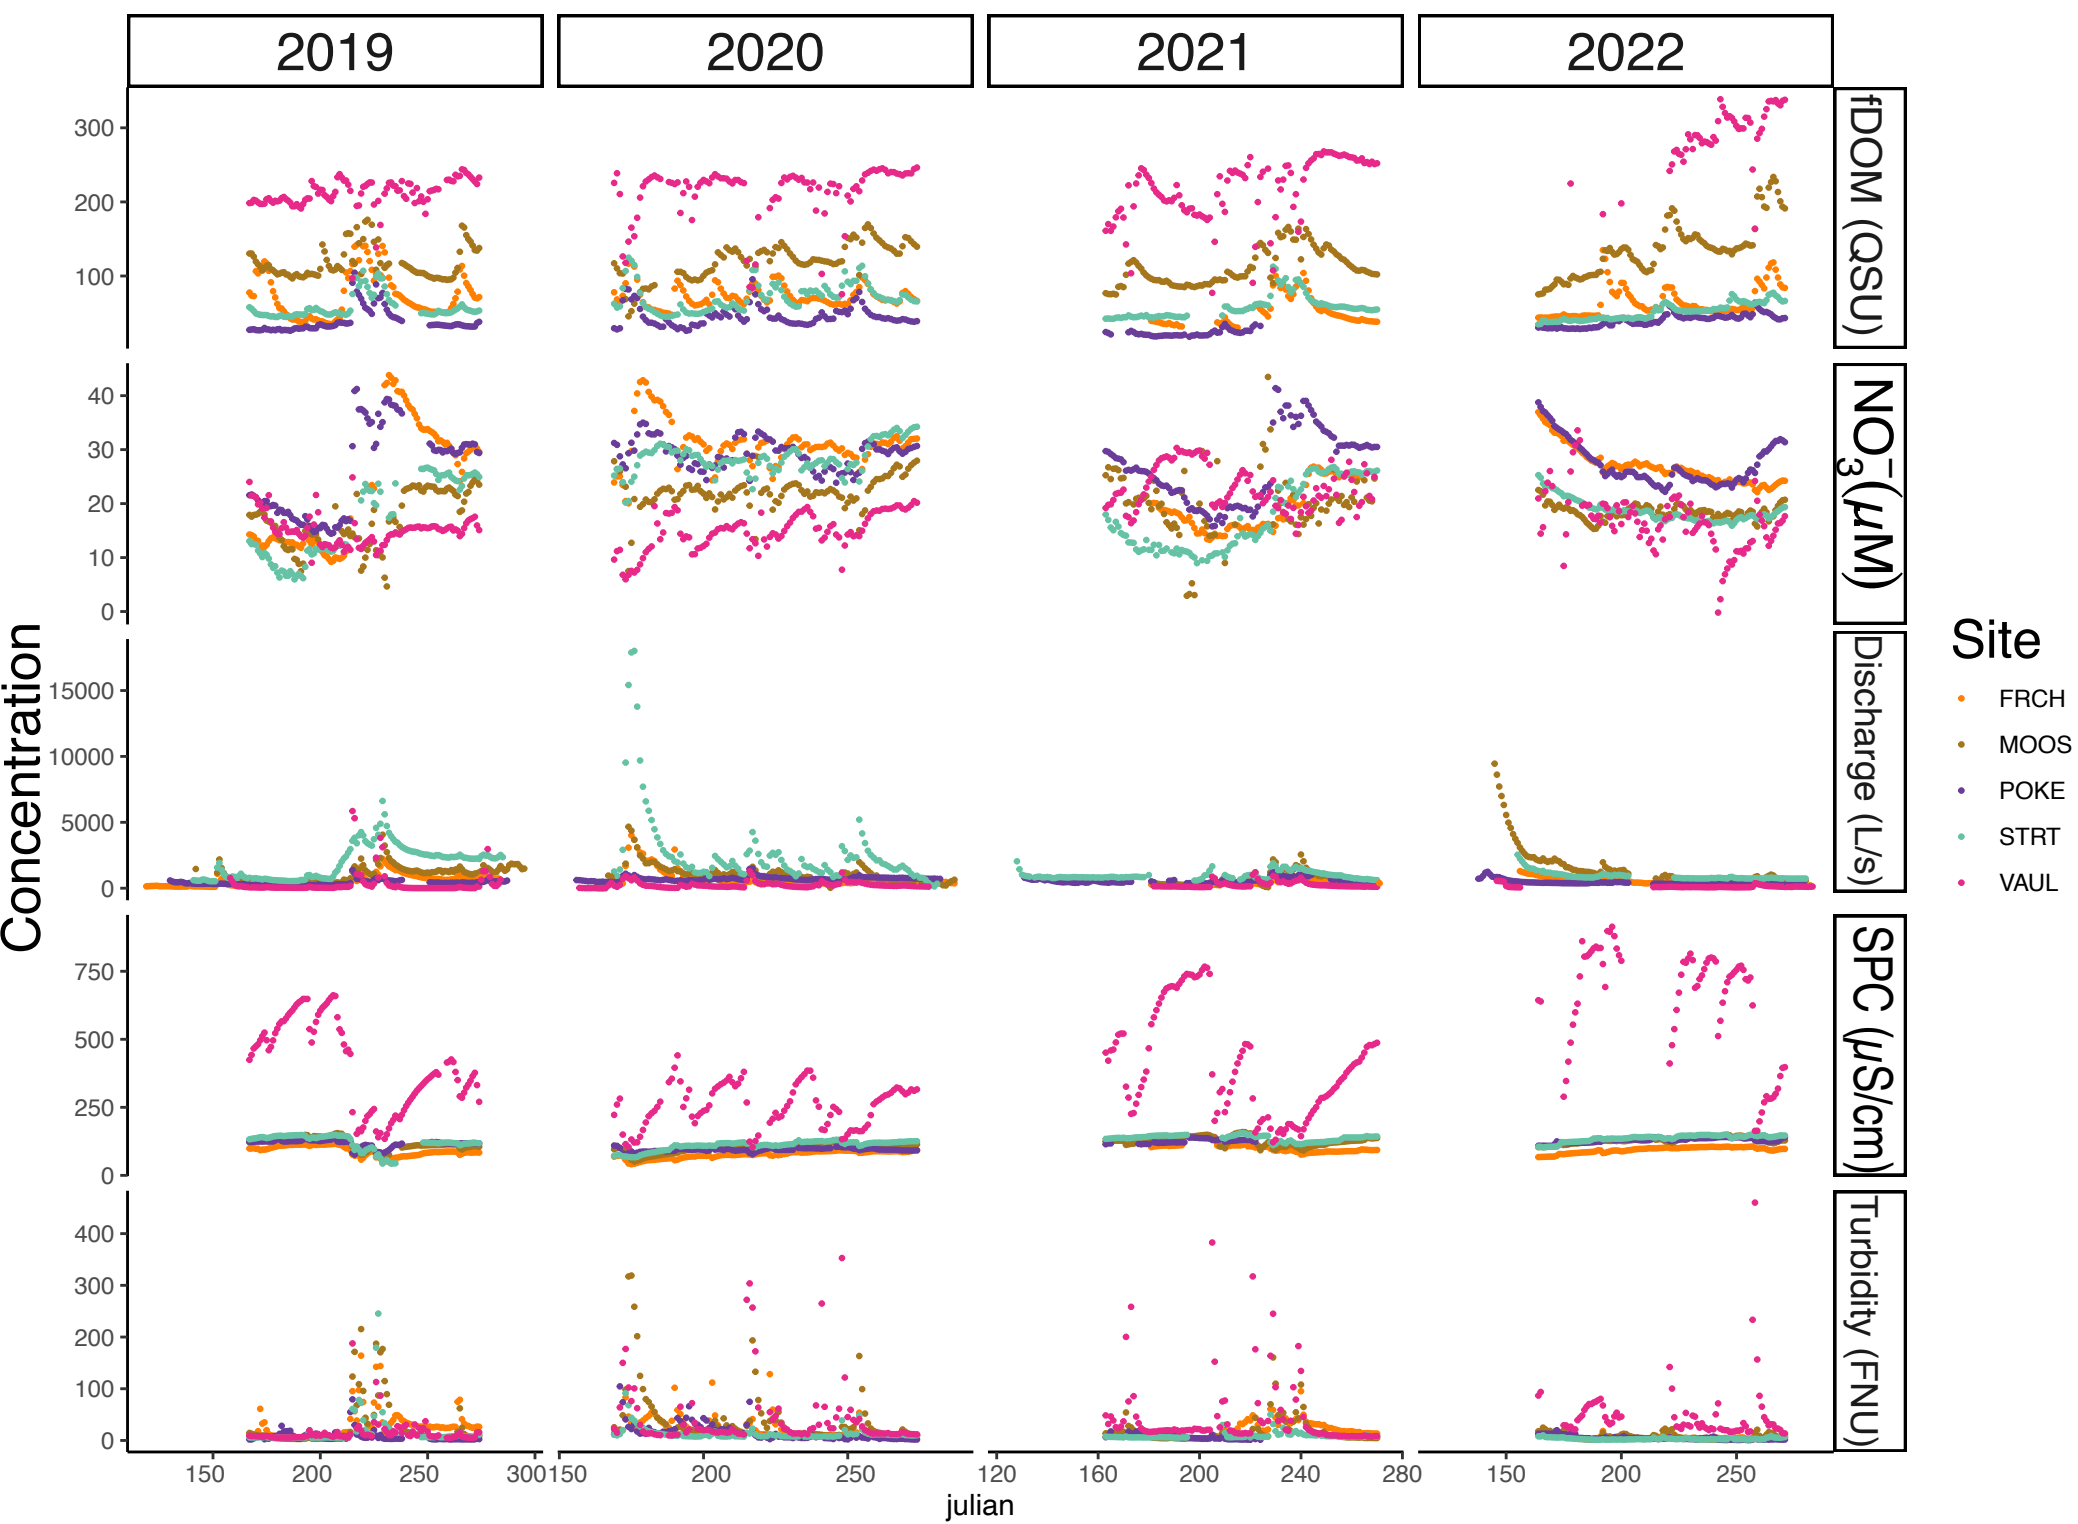 2019 2020 2021 2022
fDOM (QSU)
300
200
100
NO₃⁻(µM)
40
30
20
10
0
Discharge (L/s)
15000
10000
5000
0
SPC (µS/cm)
750
500
250
0
Turbidity (FNU)
400
300
200
100
0
Concentration
150 200 250 300 150 200 250 120 160 200 240 280 150 200 250
julian
Site
FRCH
MOOS
POKE
STRT
VAUL